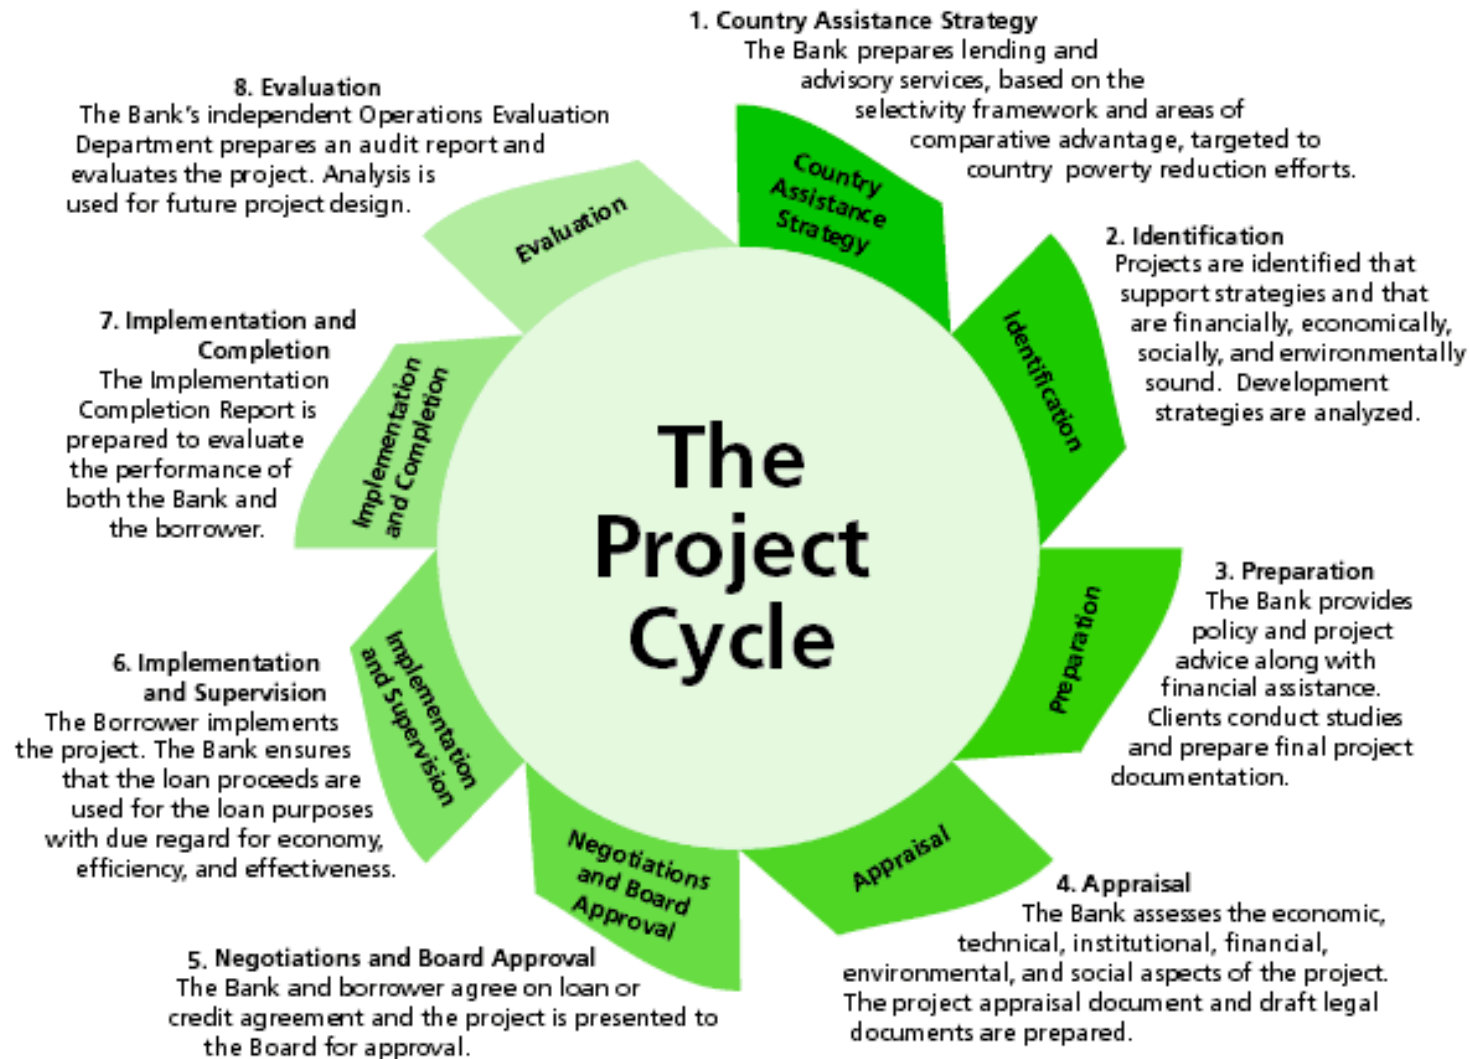 1. Country Assistance Strategy
The Bank prepares lending and
advisory services, based on the
selectivity framework and areas of
comparative advantage, targeted to
country poverty reduction efforts.
8. Evaluation
The Bank's independent Operations Evaluation
Department prepares an audit report and
evaluates the project. Analysis is
used for future project design.
Country
Assistance
Strategy
Evaluation
2. Identification
Projects are identified that
support strategies and that
are financially, economically,
socially, and environmentally
sound. Development
strategies are analyzed.
Identification
7. Implementation and
Completion
The Implementation
Completion Report is
prepared to evaluate
the performance of
both the Bank and
the borrower.
Implementation
and Completion
The
Project
Cycle
3. Preparation
The Bank provides
policy and project
advice along with
financial assistance.
Clients conduct studies
and prepare final project
documentation.
Preparation
6. Implementation
and Supervision
The Borrower implements
the project. The Bank ensures
that the loan proceeds are
used for the loan purposes
with due regard for economy,
efficiency, and effectiveness.
Implementation
and Supervision
Negotiations
and Board
Approval
Appraisal
4. Appraisal
The Bank assesses the economic,
technical, institutional, financial,
environmental, and social aspects of the project.
The project appraisal document and draft legal
documents are prepared.
5. Negotiations and Board Approval
The Bank and borrower agree on loan or
credit agreement and the project is presented to
the Board for approval.